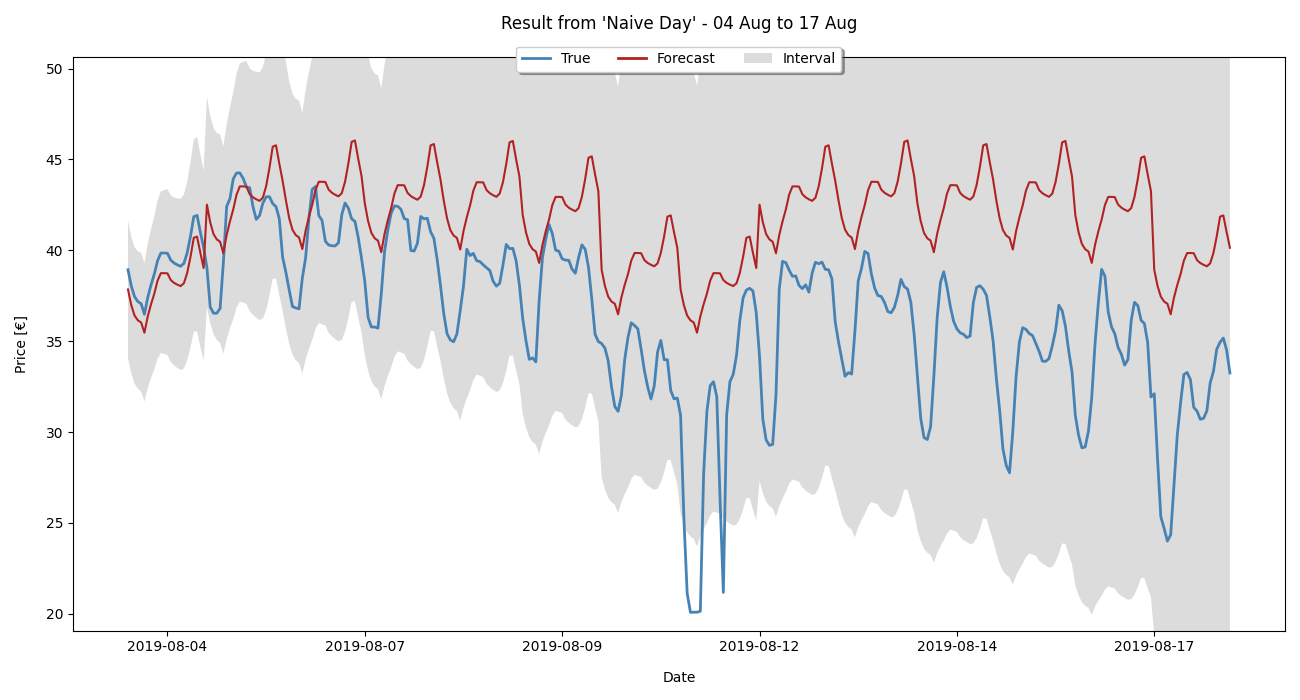 Result from 'Naive Day' - 04 Aug to 17 Aug
True Forecast Interval
50
45
40
35
30
25
20
Price [€]
2019-08-04 2019-08-07 2019-08-09 2019-08-12 2019-08-14 2019-08-17
Date